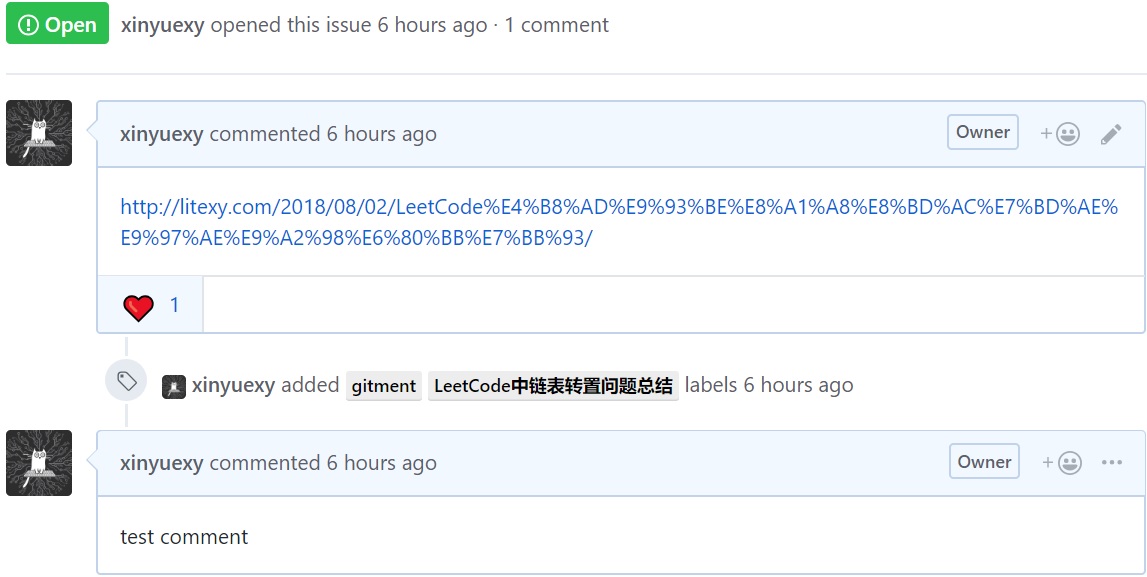 Open xinyuexy opened this issue 6 hours ago · 1 comment
xinyuexy commented 6 hours ago Owner +
http://litexy.com/2018/08/02/LeetCode%E4%B8%AD%E9%93%BE%E8%A1%A8%E8%BD%AC%E7%BD%AE%
E9%97%AE%E9%A2%98%E6%80%BB%E7%BB%93/
1
xinyuexy added gitment LeetCode中链表转置问题总结 labels 6 hours ago
xinyuexy commented 6 hours ago Owner + ...
test comment